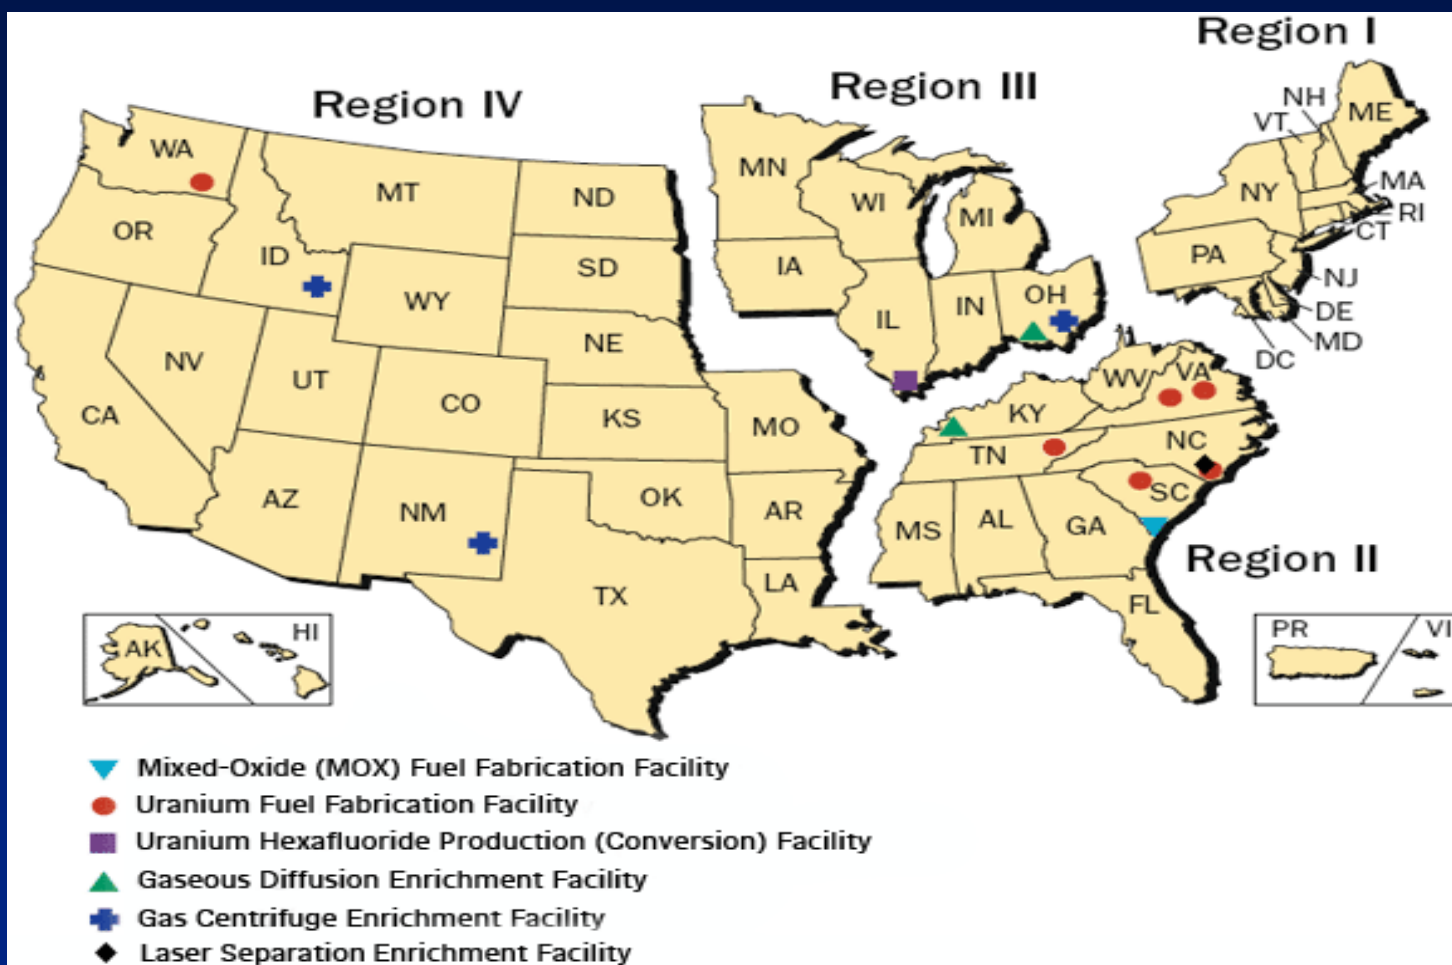 Region I
Region III
Region IV
NH
ME
VT
WA
MT
ND
MN
WI
MI
NY
MA
RI
CT
OR
ID
SD
IA
PA
NJ
WY
IL
IN
OH
DE
MD
DC
NV
UT
CO
NE
KS
MO
KY
WV
VA
CA
AZ
NM
OK
AR
TN
NC
SC
MS
AL
GA
Region II
TX
LA
FL
AK
HI
PR
VI
Mixed-Oxide (MOX) Fuel Fabrication Facility
Uranium Fuel Fabrication Facility
Uranium Hexafluoride Production (Conversion) Facility
Gaseous Diffusion Enrichment Facility
Gas Centrifuge Enrichment Facility
Laser Separation Enrichment Facility